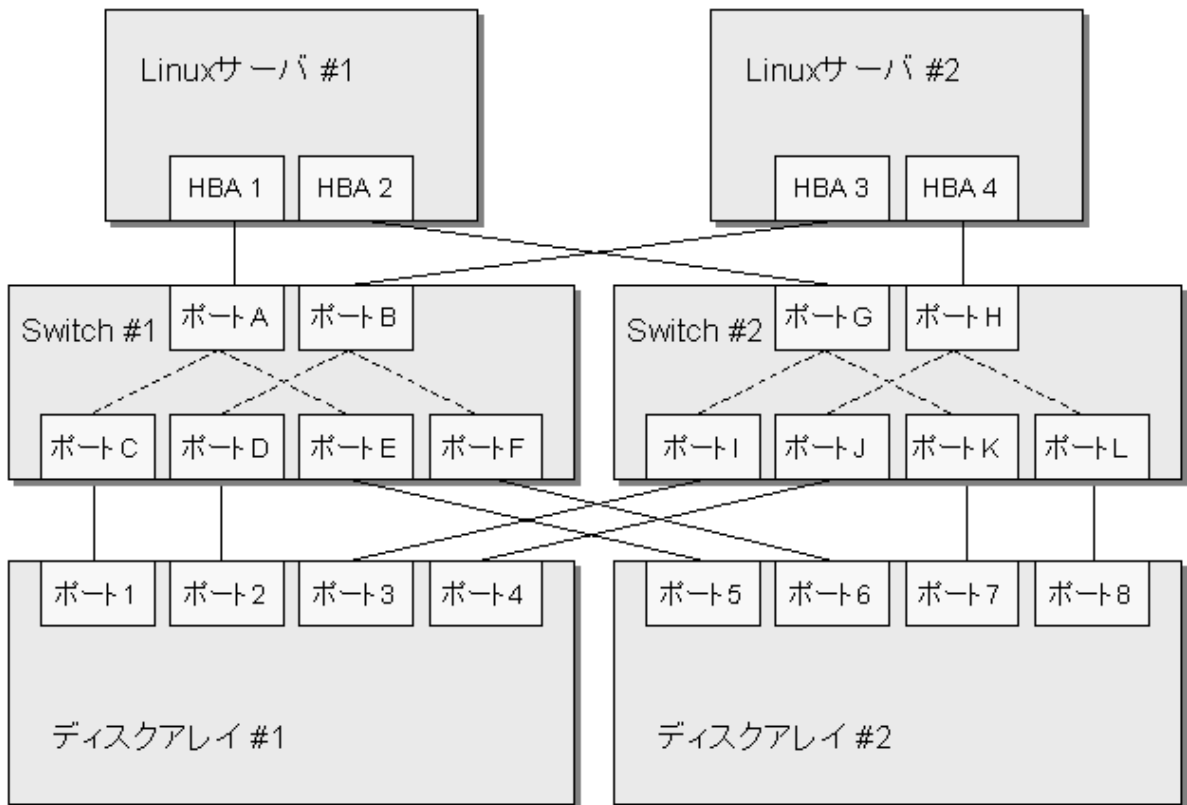 Linuxサーバ #1
Linuxサーバ #2
HBA 1
HBA 2
HBA 3
HBA 4
Switch #1
ポートA
ポートB
Switch #2
ポートG
ポートH
ポートC
ポートD
ポートE
ポートF
ポートI
ポートJ
ポートK
ポートL
ポート1
ポート2
ポート3
ポート4
ポート5
ポート6
ポート7
ポート8
ディスクアレイ #1
ディスクアレイ #2